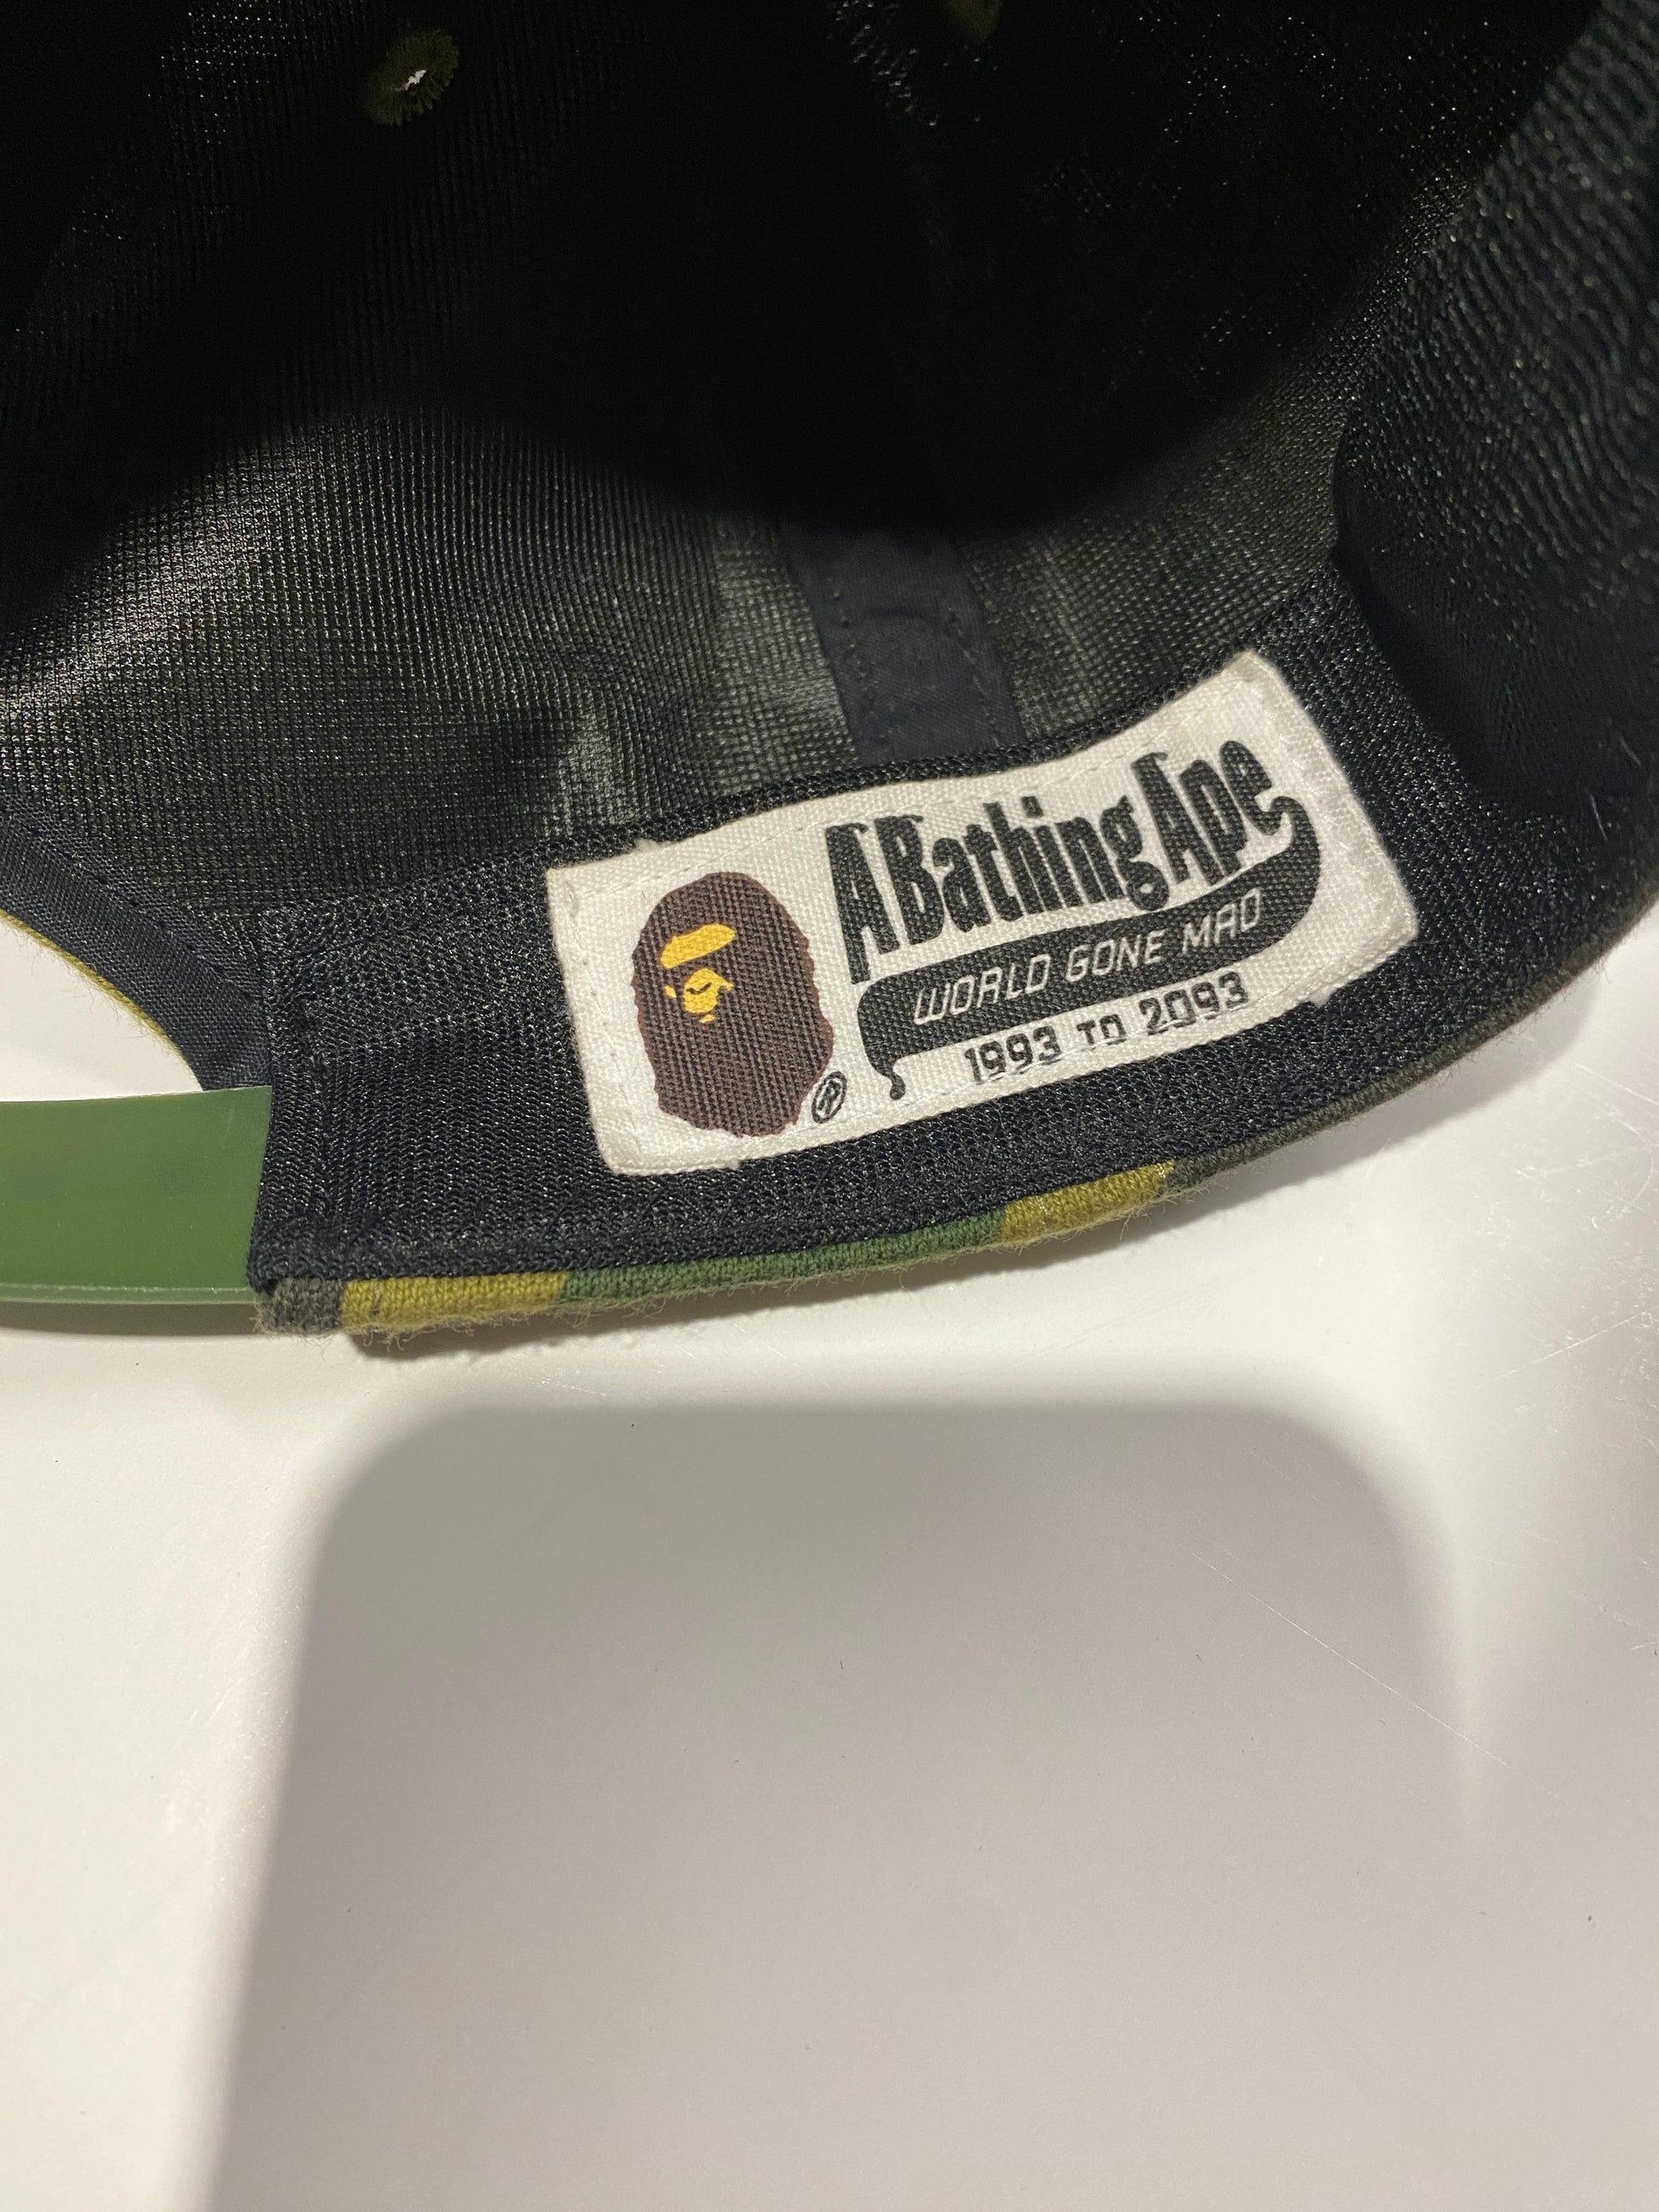 A Bathing Ape
WORLD GONE MAD
1993 TO 2093
®